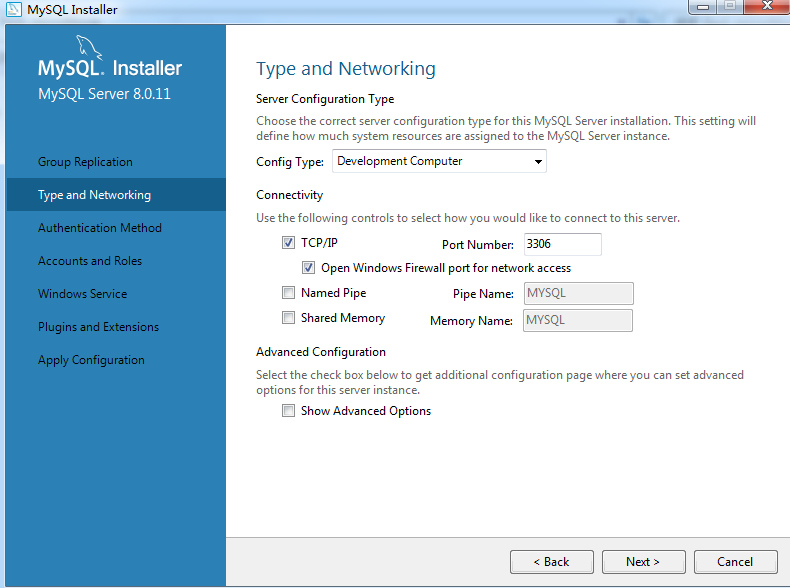 MySQL Installer
MySQL. Installer
MySQL Server 8.0.11
Group Replication
Type and Networking
Authentication Method
Accounts and Roles
Windows Service
Plugins and Extensions
Apply Configuration
Type and Networking
Server Configuration Type
Choose the correct server configuration type for this MySQL Server installation. This setting will
define how much system resources are assigned to the MySQL Server instance.
Config Type: Development Computer
Connectivity
Use the following controls to select how you would like to connect to this server.
TCP/IP Port Number: 3306
Open Windows Firewall port for network access
Named Pipe Pipe Name: MYSQL
Shared Memory Memory Name: MYSQL
Advanced Configuration
Select the check box below to get additional configuration page where you can set advanced
options for this server instance.
Show Advanced Options
< Back Next > Cancel